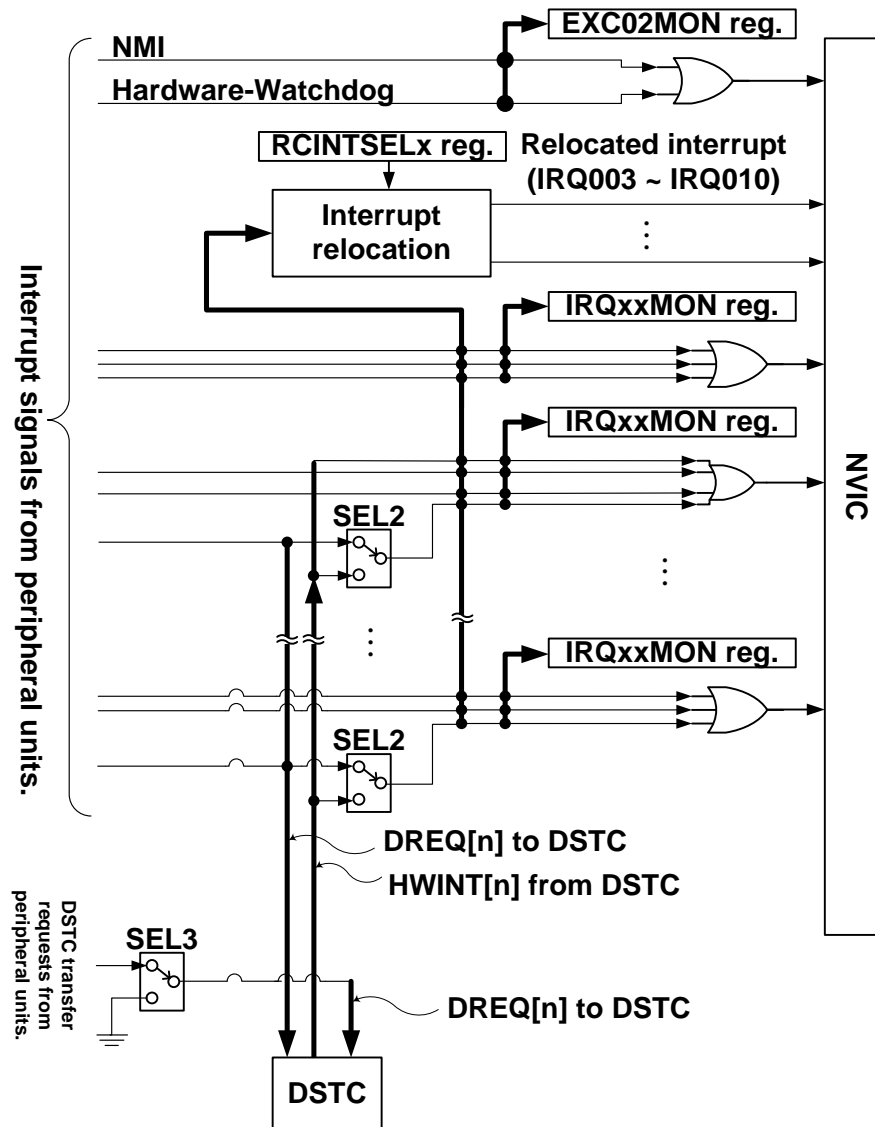 EXC02MON reg.
NMI
Hardware-Watchdog
RCINTSELx reg.
Relocated interrupt
(IRQ003 ~ IRQ010)
Interrupt
relocation
IRQxxMON reg.
IRQxxMON reg.
Interrupt signals from peripheral units.
NVIC
SEL2
IRQxxMON reg.
SEL2
DREQ[n] to DSTC
HWINT[n] from DSTC
DSTC transfer
requests from
peripheral units.
SEL3
DREQ[n] to DSTC
DSTC